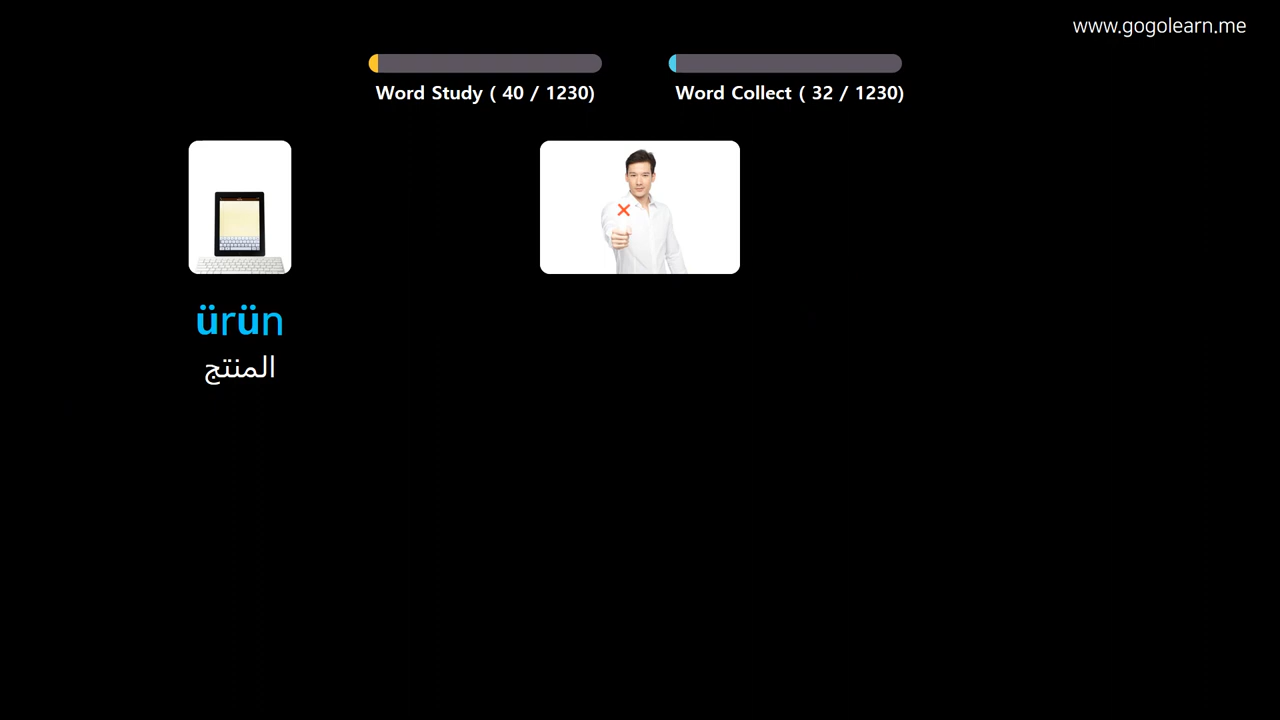 www.gogolearn.me
Word Study ( 40 / 1230)
Word Collect ( 32 / 1230)
ürün
المنتج